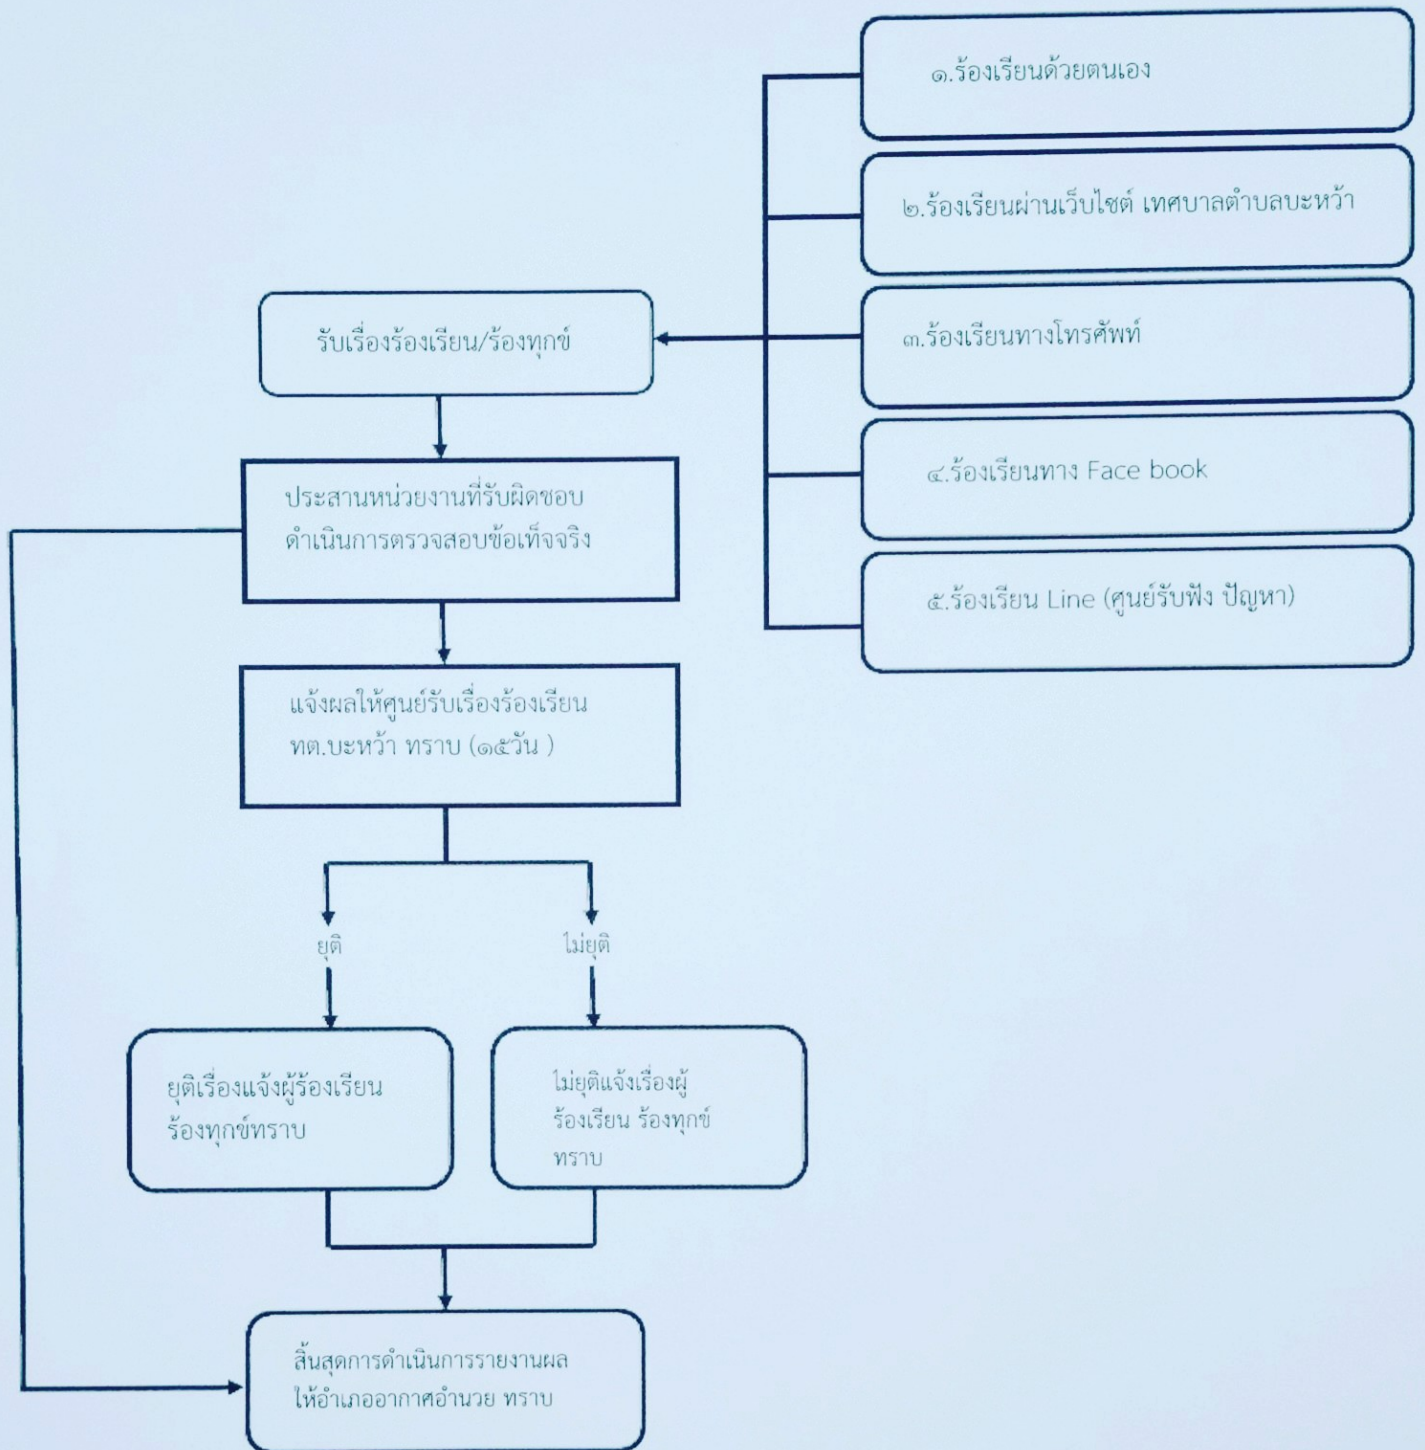 ๑.ร้องเรียนด้วยตนเอง
๒.ร้องเรียนผ่านเว็บไซต์ เทศบาลตำบลบะหว้า
๓.ร้องเรียนทางโทรศัพท์
๔.ร้องเรียนทาง Face book
๕.ร้องเรียน Line (ศูนย์รับฟัง ปัญหา)
รับเรื่องร้องเรียน/ร้องทุกข์
ประสานหน่วยงานที่รับผิดชอบ
ดำเนินการตรวจสอบข้อเท็จจริง
แจ้งผลให้ศูนย์รับเรื่องร้องเรียน
ทต.บะหว้า ทราบ (๑๕วัน )
ยุติ
ไม่ยุติ
ยุติเรื่องแจ้งผู้ร้องเรียน
ร้องทุกข์ทราบ
ไม่ยุติแจ้งเรื่องผู้
ร้องเรียน ร้องทุกข์
ทราบ
สิ้นสุดการดำเนินการรายงานผล
ให้อำเภออากาศอำนวย ทราบ